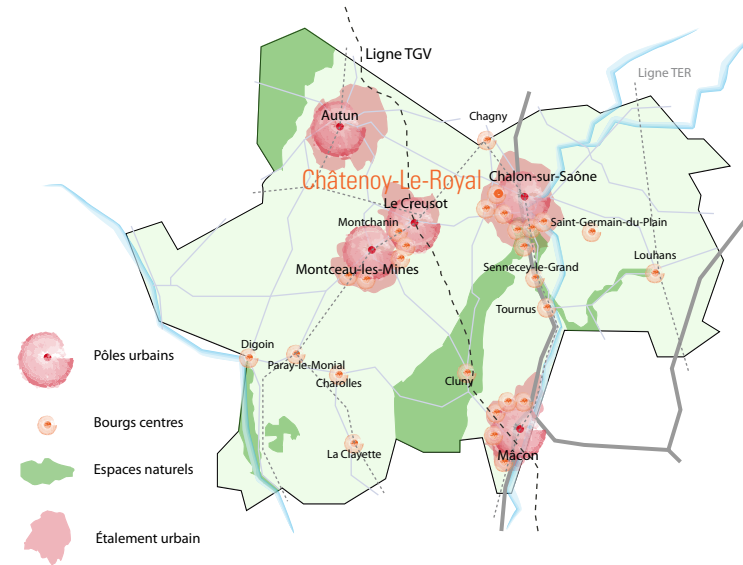 Ligne TGV
Ligne TER
Autun
Chagny
Châtenoy-Le-Royal
Chalon-sur-Saône
Le Creusot
Montchanin
Saint-Germain-du-Plain
Montceau-les-Mines
Sennecey-le-Grand
Louhans
Tournus
Digoin
Paray-le-Monial
Charolles
Cluny
La Clayette
Mâcon
Pôles urbains
Bourgs centres
Espaces naturels
Étalement urbain